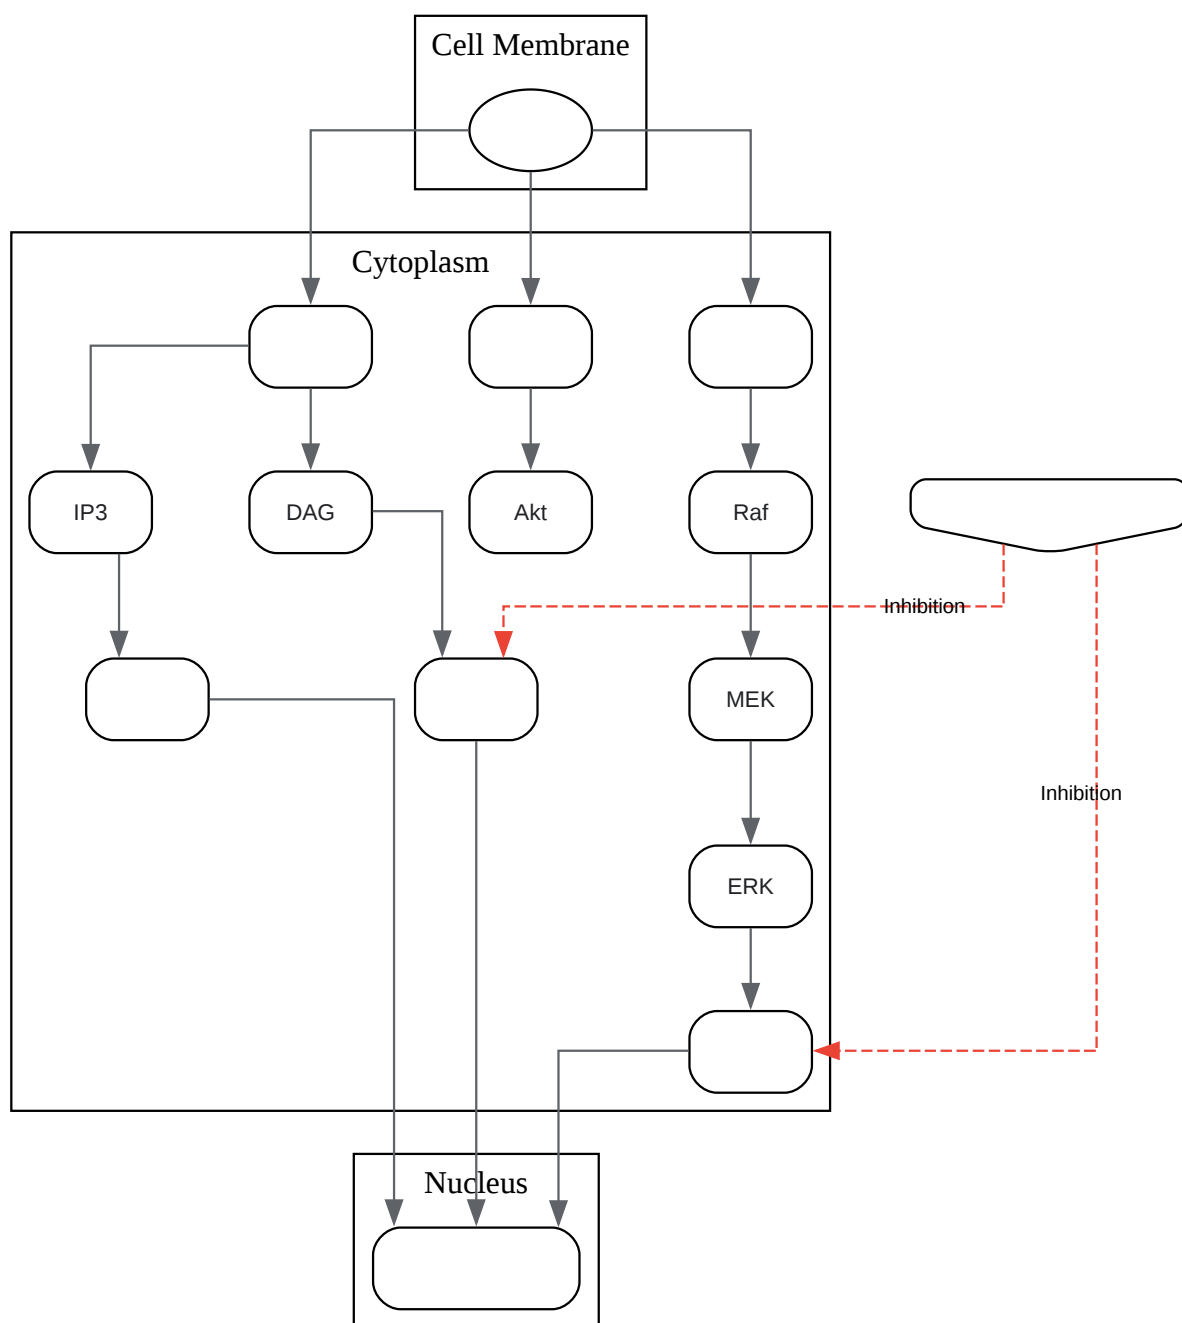 Cell Membrane
Cytoplasm
IP3
DAG
Akt
Raf
Inhibition
MEK
Inhibition
ERK
Nucleus